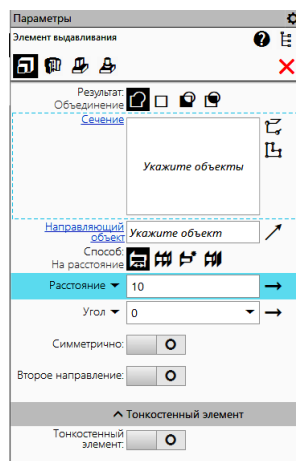 Параметры
Элемент выдавливания
Результат:
Объединение
Сечение
Укажите объекты
Направляющий
объект
Укажите объект
Способ:
На расстояние
Расстояние
10
Угол
0
Симметрично:
O
Второе направление:
O
Тонкостенный элемент
Тонкостенный
элемент:
O